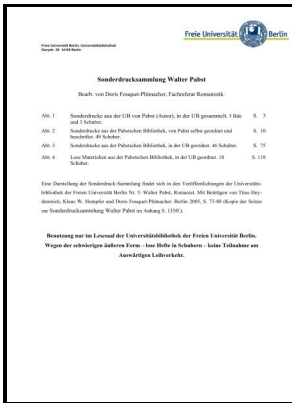 Freie Universität Berlin
Freie Universität Berlin, Universitätsbibliothek
Garystr. 39 14195 Berlin
Sonderdrucksammlung Walter Pabst
Bearb. von Doris Fouquet-Plümacher, Fachreferat Romanistik.
Abt. 1 Sonderdrucke aus der UB von Pabst (Autor), in der UB gesammelt. 5 Bde S. 3
und 3 Schuber.
Abt. 2 Sonderdrucke aus der Pabstschen Bibliothek, von Pabst selbst geordnet und S. 10
beschriftet. 49 Schuber.
Abt. 3 Sonderdrucke aus der Pabstschen Bibliothek, in der UB geordnet. 46 Schuber. S. 75
Abt. 4 Lose Materialien aus der Pabstschen Bibliothek, in der UB geordnet. 18 S. 118
Schuber.
Eine Darstellung der Sonderdruck-Sammlung findet sich in den Veröffentlichungen der Universitäts-
bibliothek der Freien Universität Berlin Nr. 5: Walter Pabst, Romanist. Mit Beiträgen von Titus Hey-
denreich, Klaus W. Hempfer und Doris Fouquet-Plümacher. Berlin 2005, S. 73-90 (Kopie der Seiten
zur Sonderdrucksammlung Walter Pabst im Anhang S.
Benutzung nur im Lesesaal der Universitätsbibliothek der Freien Universität Berlin.
Wegen der schwierigen äußeren Form – lose Hefte in Schubern – keine Teilnahme am
Auswärtigen Leihverkehr.